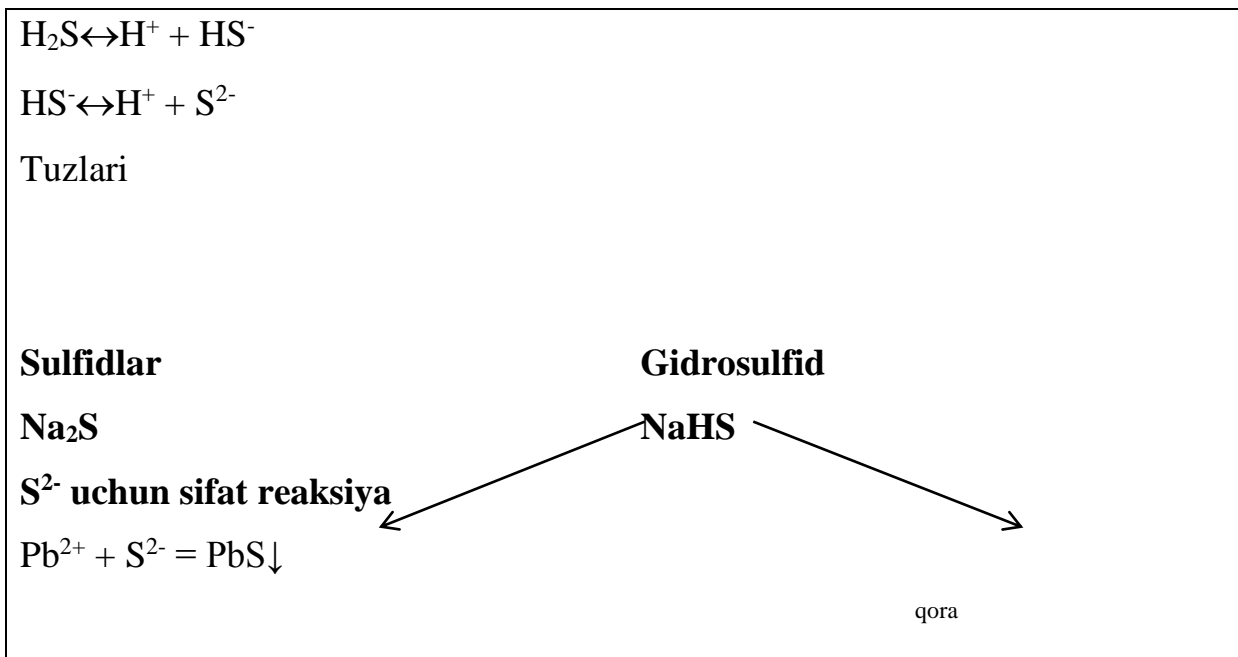 H₂S↔H⁺ + HS⁻
HS⁻↔H⁺ + S²⁻
Tuzlari
Sulfidlar Gidrosulfid
Na₂S NaHS
S²⁻ uchun sifat reaksiya
Pb²⁺ + S²⁻ = PbS↓
qora